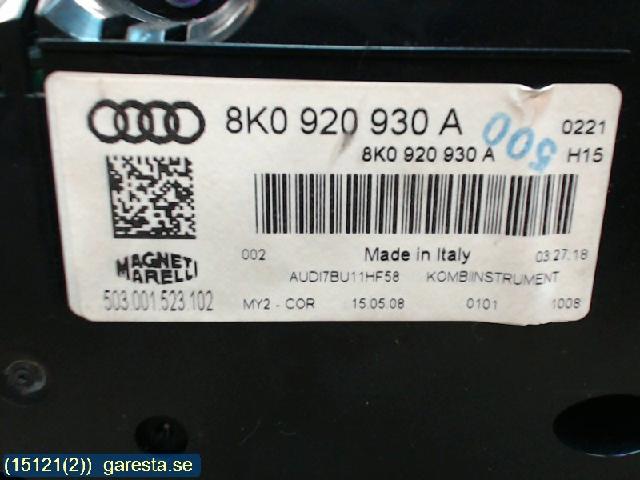 8K0 920 930 A
0221
8K0 920 930 A
H15
500
002
Made in Italy
03.27.18
MAGNETI
MARELLI
AUDI7BU11HF58
KOMBIINSTRUMENT
503.001.523.102
MY2 - COR
15.05.08
0101
1008
(15121(2)) garesta.se